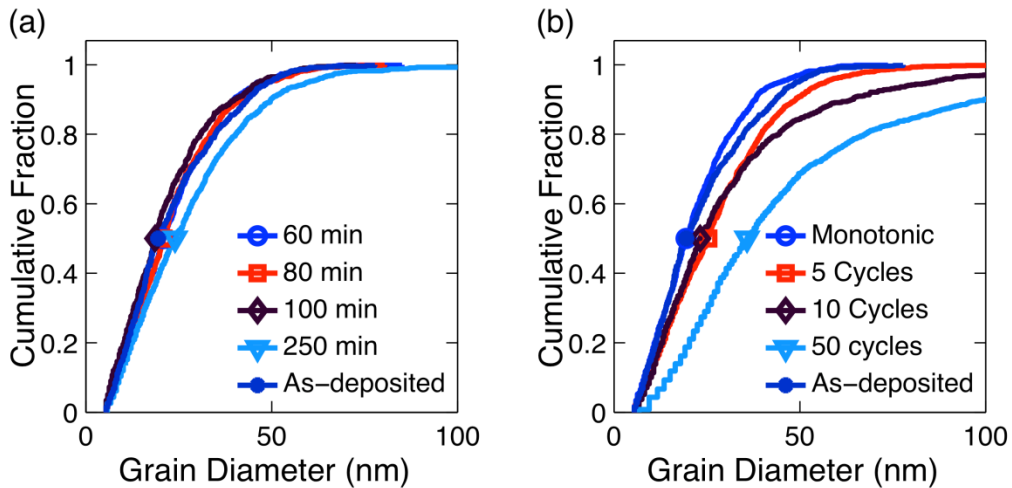 (a)
1
0.8
0.6
0.4
0.2
0
0
50
100
Cumulative Fraction
Grain Diameter (nm)
60 min
80 min
100 min
250 min
As-deposited
(b)
1
0.8
0.6
0.4
0.2
0
0
50
100
Cumulative Fraction
Grain Diameter (nm)
Monotonic
5 Cycles
10 Cycles
50 cycles
As-deposited